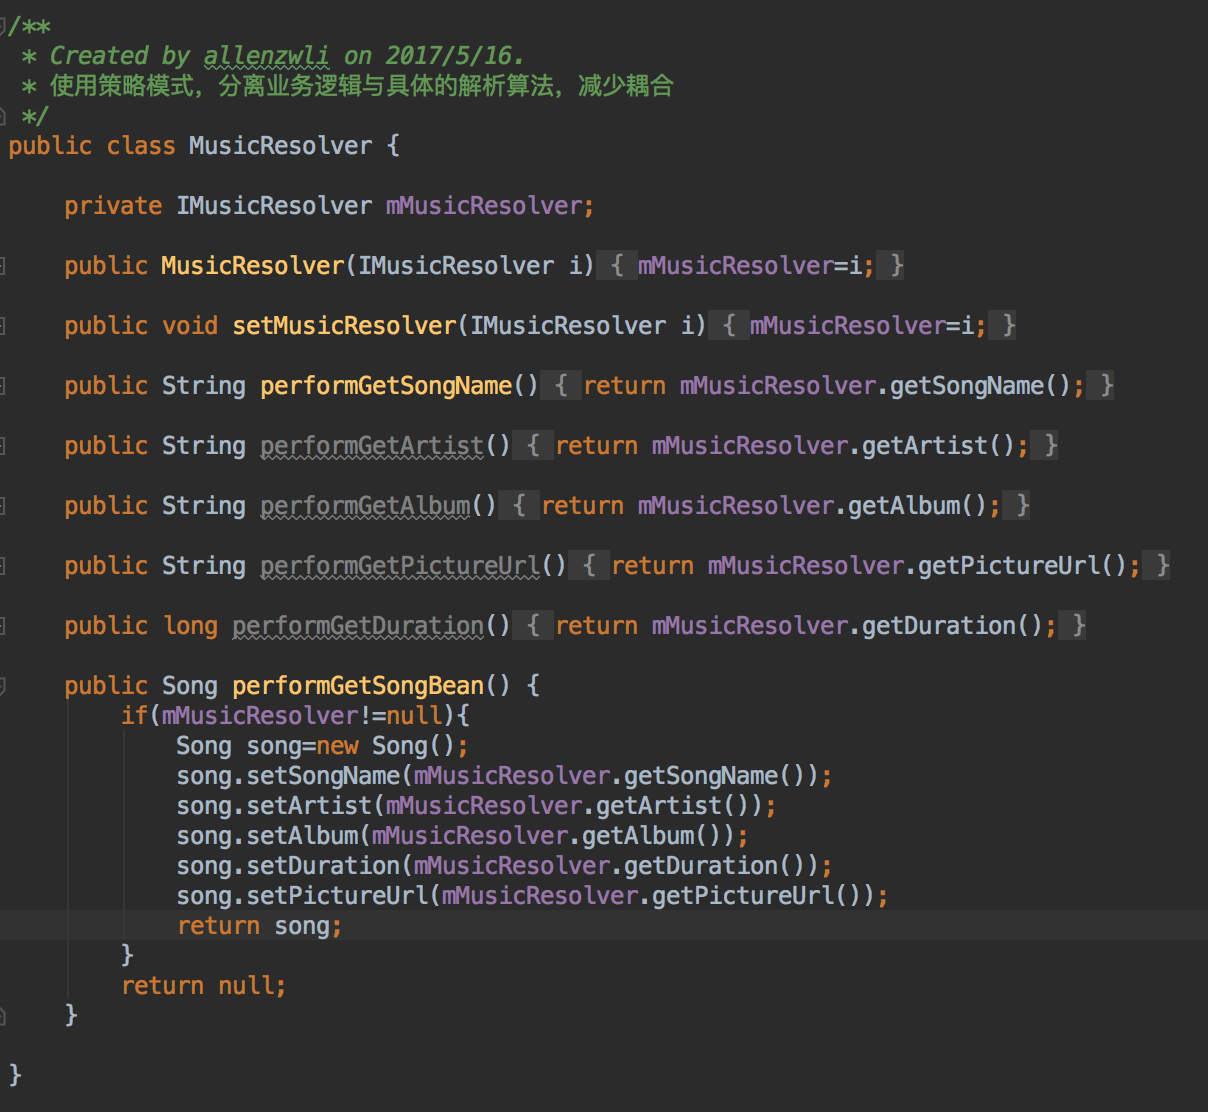 /**
 * Created by allenzwli on 2017/5/16.
 * 使用策略模式，分离业务逻辑与具体的解析算法，减少耦合
 */
public class MusicResolver {
    private IMusicResolver mMusicResolver;
    public MusicResolver(IMusicResolver i) { mMusicResolver=i; }
    public void setMusicResolver(IMusicResolver i) { mMusicResolver=i; }
    public String performGetSongName() { return mMusicResolver.getSongName(); }
    public String performGetArtist() { return mMusicResolver.getArtist(); }
    public String performGetAlbum() { return mMusicResolver.getAlbum(); }
    public String performGetPictureUrl() { return mMusicResolver.getPictureUrl(); }
    public long performGetDuration() { return mMusicResolver.getDuration(); }
    public Song performGetSongBean() {
        if(mMusicResolver!=null){
            Song song=new Song();
            song.setSongName(mMusicResolver.getSongName());
            song.setArtist(mMusicResolver.getArtist());
            song.setAlbum(mMusicResolver.getAlbum());
            song.setDuration(mMusicResolver.getDuration());
            song.setPictureUrl(mMusicResolver.getPictureUrl());
            return song;
        }
        return null;
    }
}